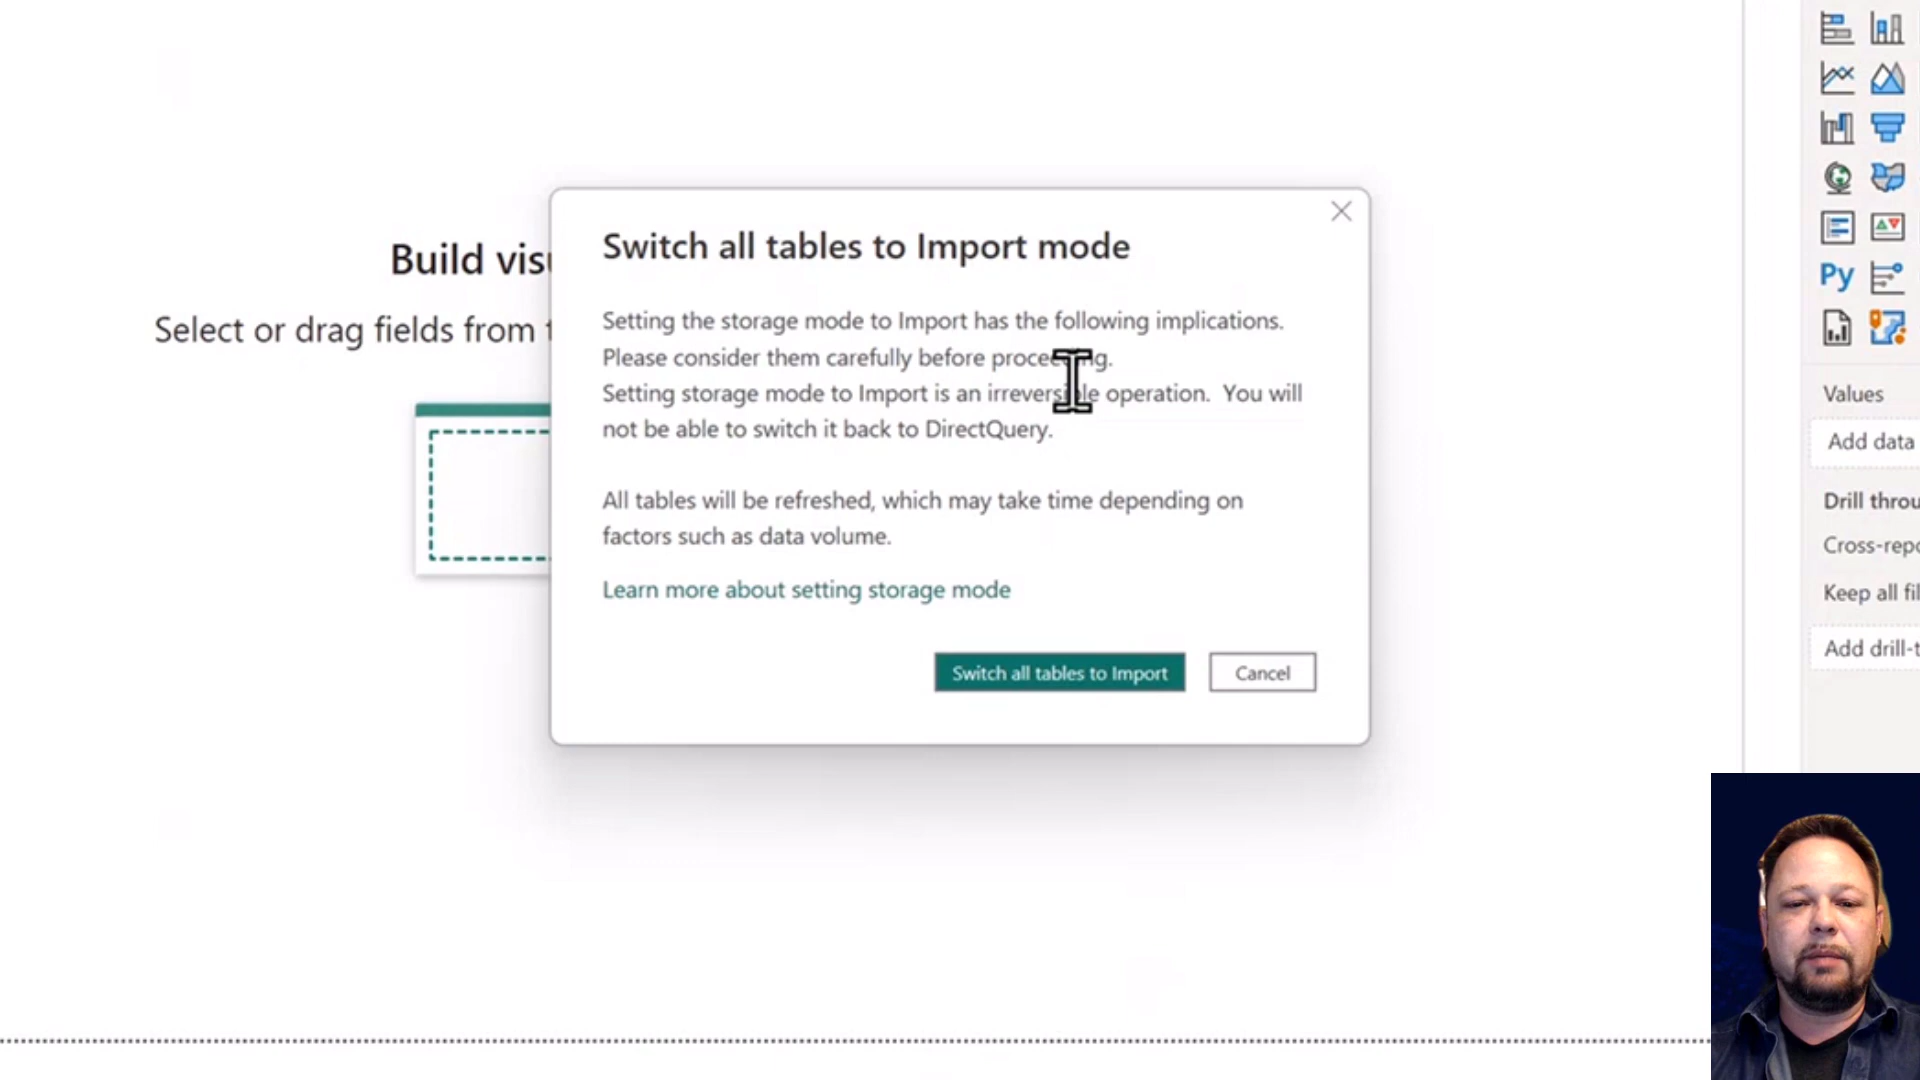 Build visu
Select or drag fields from t
Switch all tables to Import mode
Setting the storage mode to Import has the following implications.
Please consider them carefully before proceeding.
Setting storage mode to Import is an irreversible operation. You will
not be able to switch it back to DirectQuery.
All tables will be refreshed, which may take time depending on
factors such as data volume.
Learn more about setting storage mode
Switch all tables to Import
Cancel
Py
Values
Add data
Drill throu
Cross-repo
Keep all fil
Add drill-t